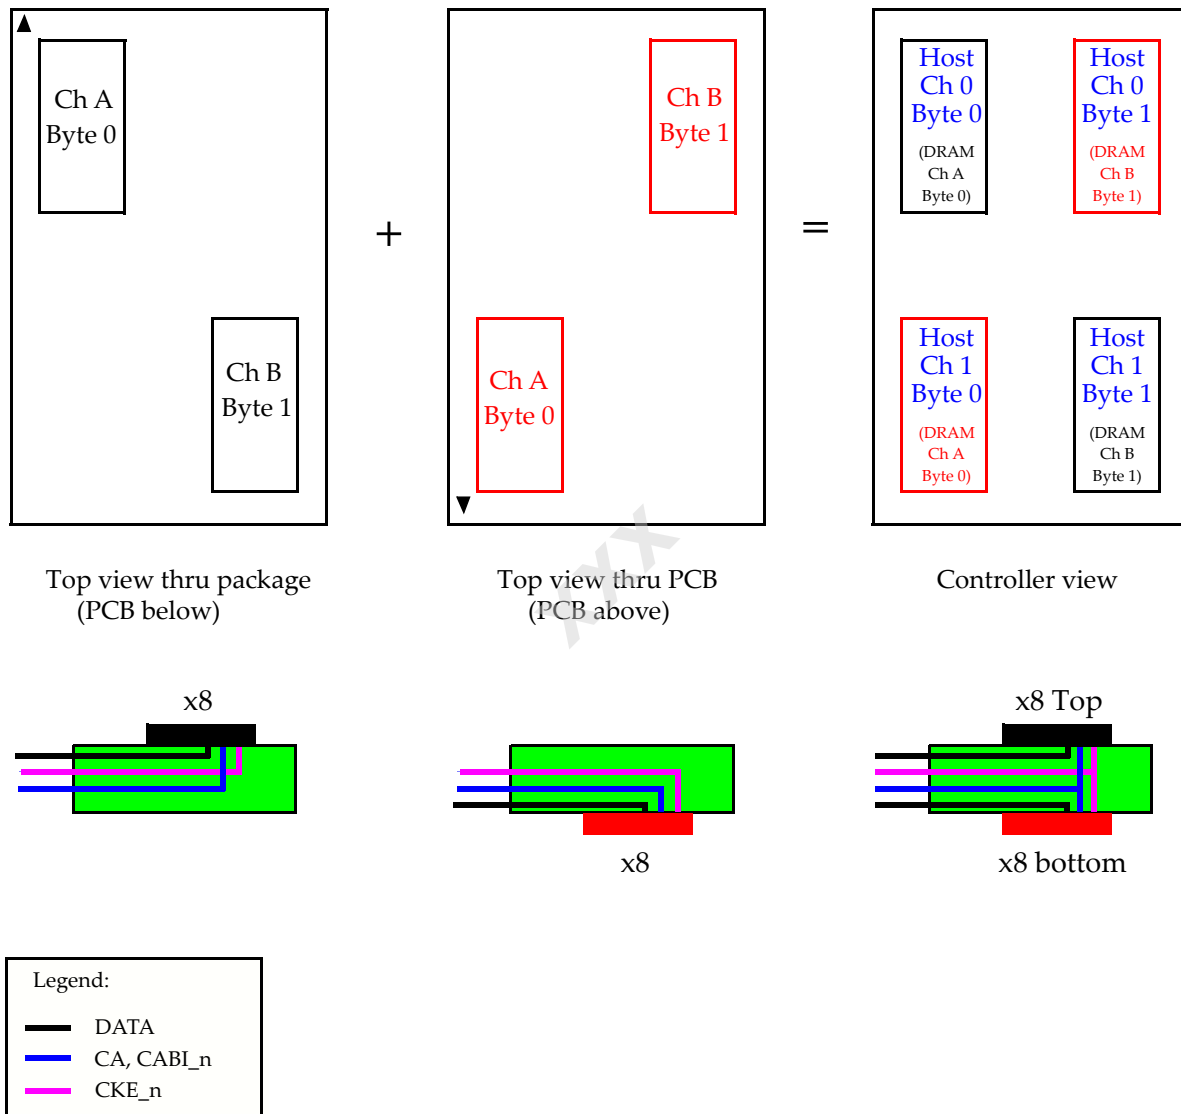 Ch A
Byte 0
Ch B
Byte 1
+
Ch B
Byte 1
Ch A
Byte 0
=
Host
Ch 0
Byte 0
(DRAM
Ch A
Byte 0)
Host
Ch 0
Byte 1
(DRAM
Ch B
Byte 1)
Host
Ch 1
Byte 0
(DRAM
Ch A
Byte 0)
Host
Ch 1
Byte 1
(DRAM
Ch B
Byte 1)
Top view thru package
(PCB below)
Top view thru PCB
(PCB above)
Controller view
xxx
x8
x8
x8 Top
x8 bottom
Legend:
DATA
CA, CABI_n
CKE_n